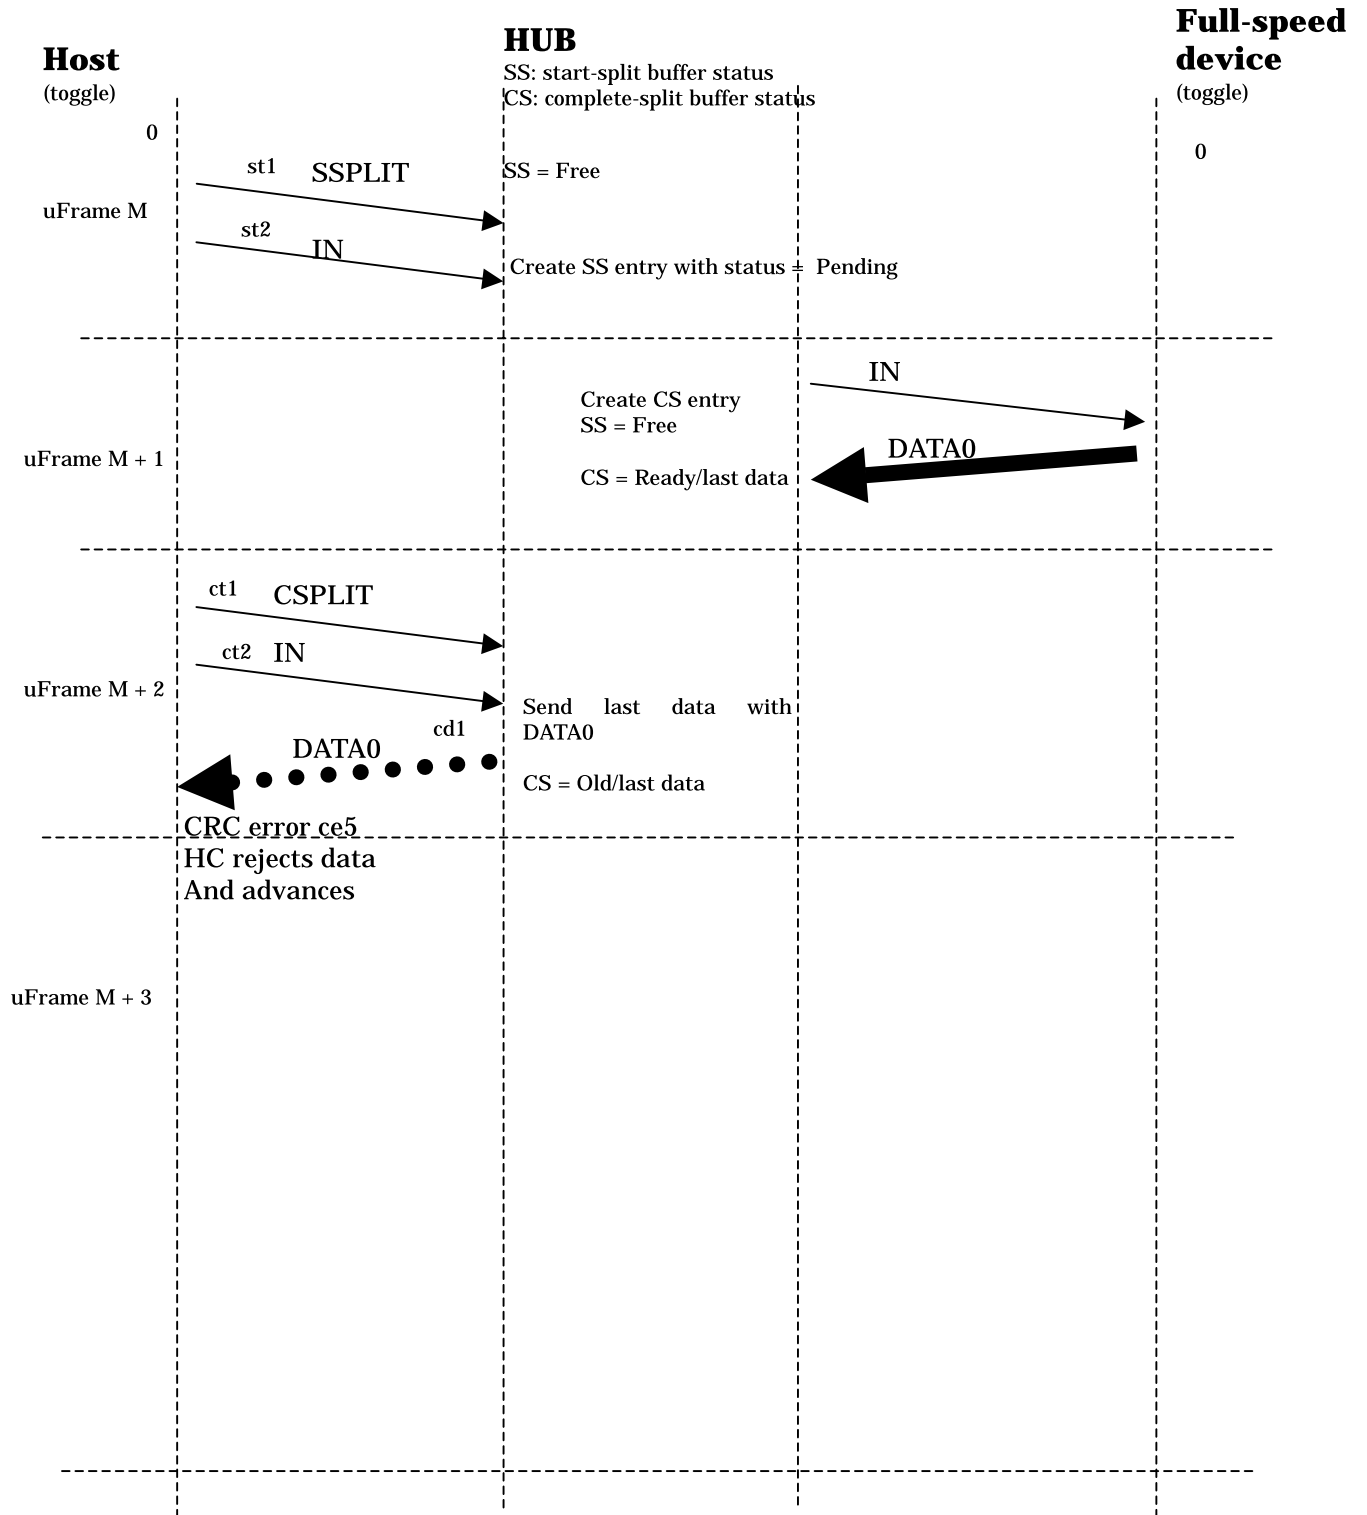 Full-speed
device
(toggle)
HUB
SS: start-split buffer status
CS: complete-split buffer status
Host
(toggle)
0
0
st1 SSPLIT
SS = Free
uFrame M
st2 IN
Create SS entry with status = Pending
IN
Create CS entry
SS = Free
DATA0
uFrame M + 1
CS = Ready/last data
ct1 CSPLIT
ct2 IN
uFrame M + 2
Send last data with
DATA0
cd1
DATA0
CS = Old/last data
CRC error ce5
HC rejects data
And advances
uFrame M + 3